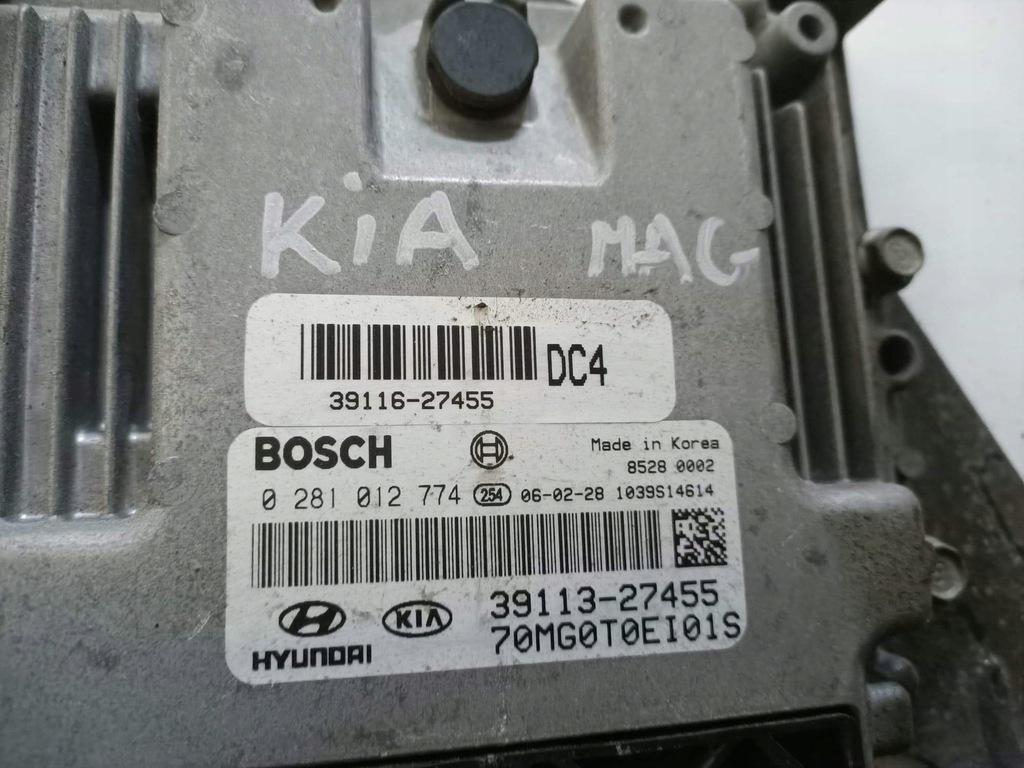 KiA MAG
DC4
39116-27455
BOSCH
Made in Korea
8528 0002
0 281 012 774 254 06-02-28 1039S14614
39113-27455
KIA
70MG0T0EI01S
HYUNDAI